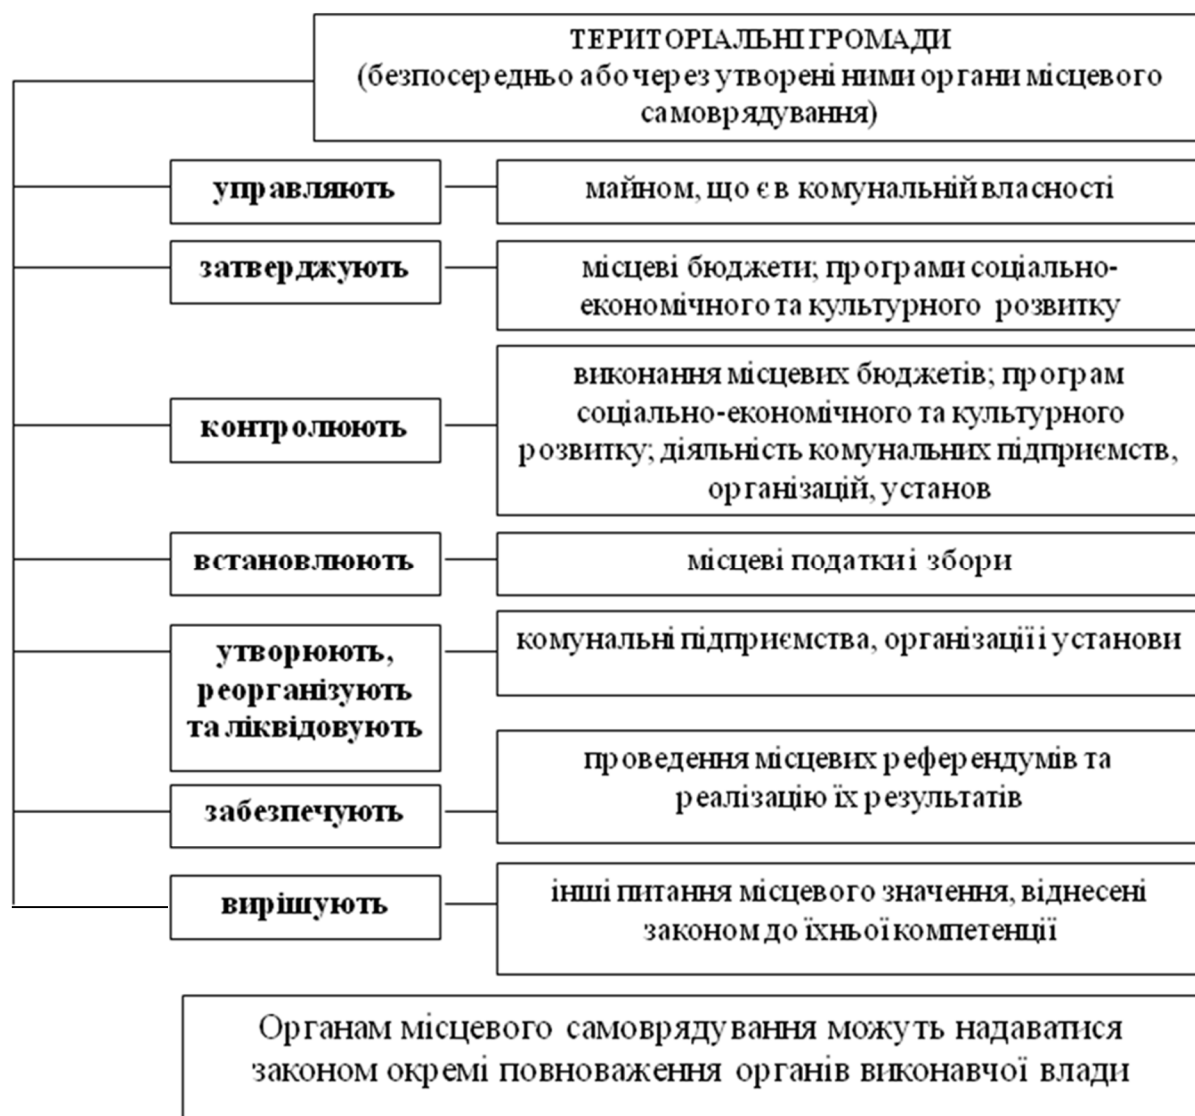 ТЕРИТОРІАЛЬНІ ГРОМАДИ
(безпосередньо або через утворені ними органи місцевого
самоврядування)
управляють
майном, що є в комунальній власності
затверджують
місцеві бюджети; програми соціально-
економічного та культурного розвитку
контролюють
виконання місцевих бюджетів; програм
соціально-економічного та культурного
розвитку; діяльність комунальних підприємств,
організацій, установ
встановлюють
місцеві податки і збори
утворюють,
реорганізують
та ліквідовують
комунальні підприємства, організації і установи
забезпечують
проведення місцевих референдумів та
реалізацію їх результатів
вирішують
інші питання місцевого значення, віднесені
законом до їхньої компетенції
Органам місцевого самоврядування можуть надаватися
законом окремі повноваження органів виконавчої влади